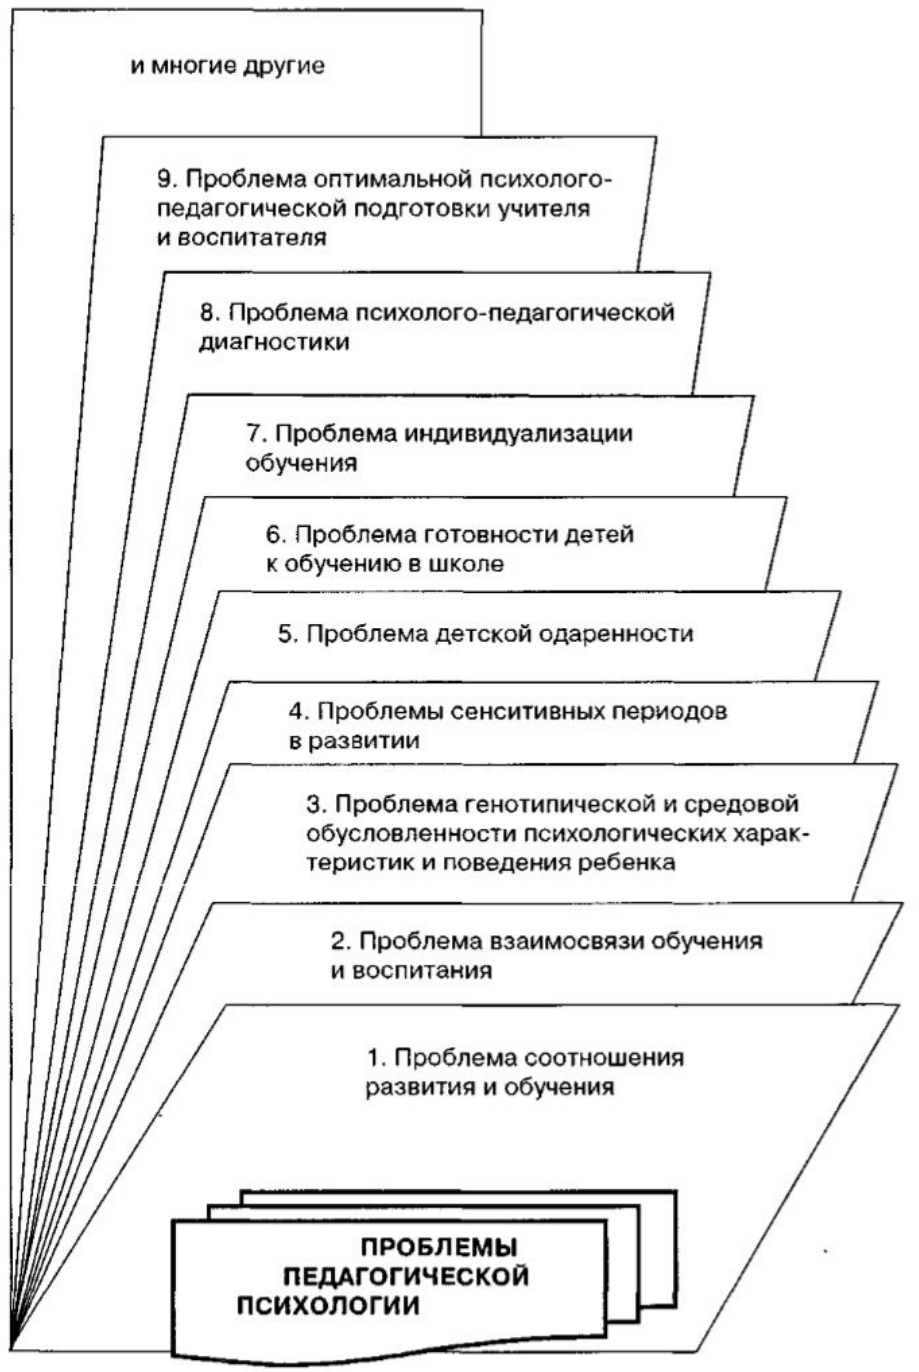 и многие другие
9. Проблема оптимальной психолого-
педагогической подготовки учителя
и воспитателя
8. Проблема психолого-педагогической
диагностики
7. Проблема индивидуализации
обучения
6. Проблема готовности детей
к обучению в школе
5. Проблема детской одаренности
4. Проблемы сенситивных периодов
в развитии
3. Проблема генотипической и средовой
обусловленности психологических харак-
теристик и поведения ребенка
2. Проблема взаимосвязи обучения
и воспитания
1. Проблема соотношения
развития и обучения
ПРОБЛЕМЫ
ПЕДАГОГИЧЕСКОЙ
ПСИХОЛОГИИ